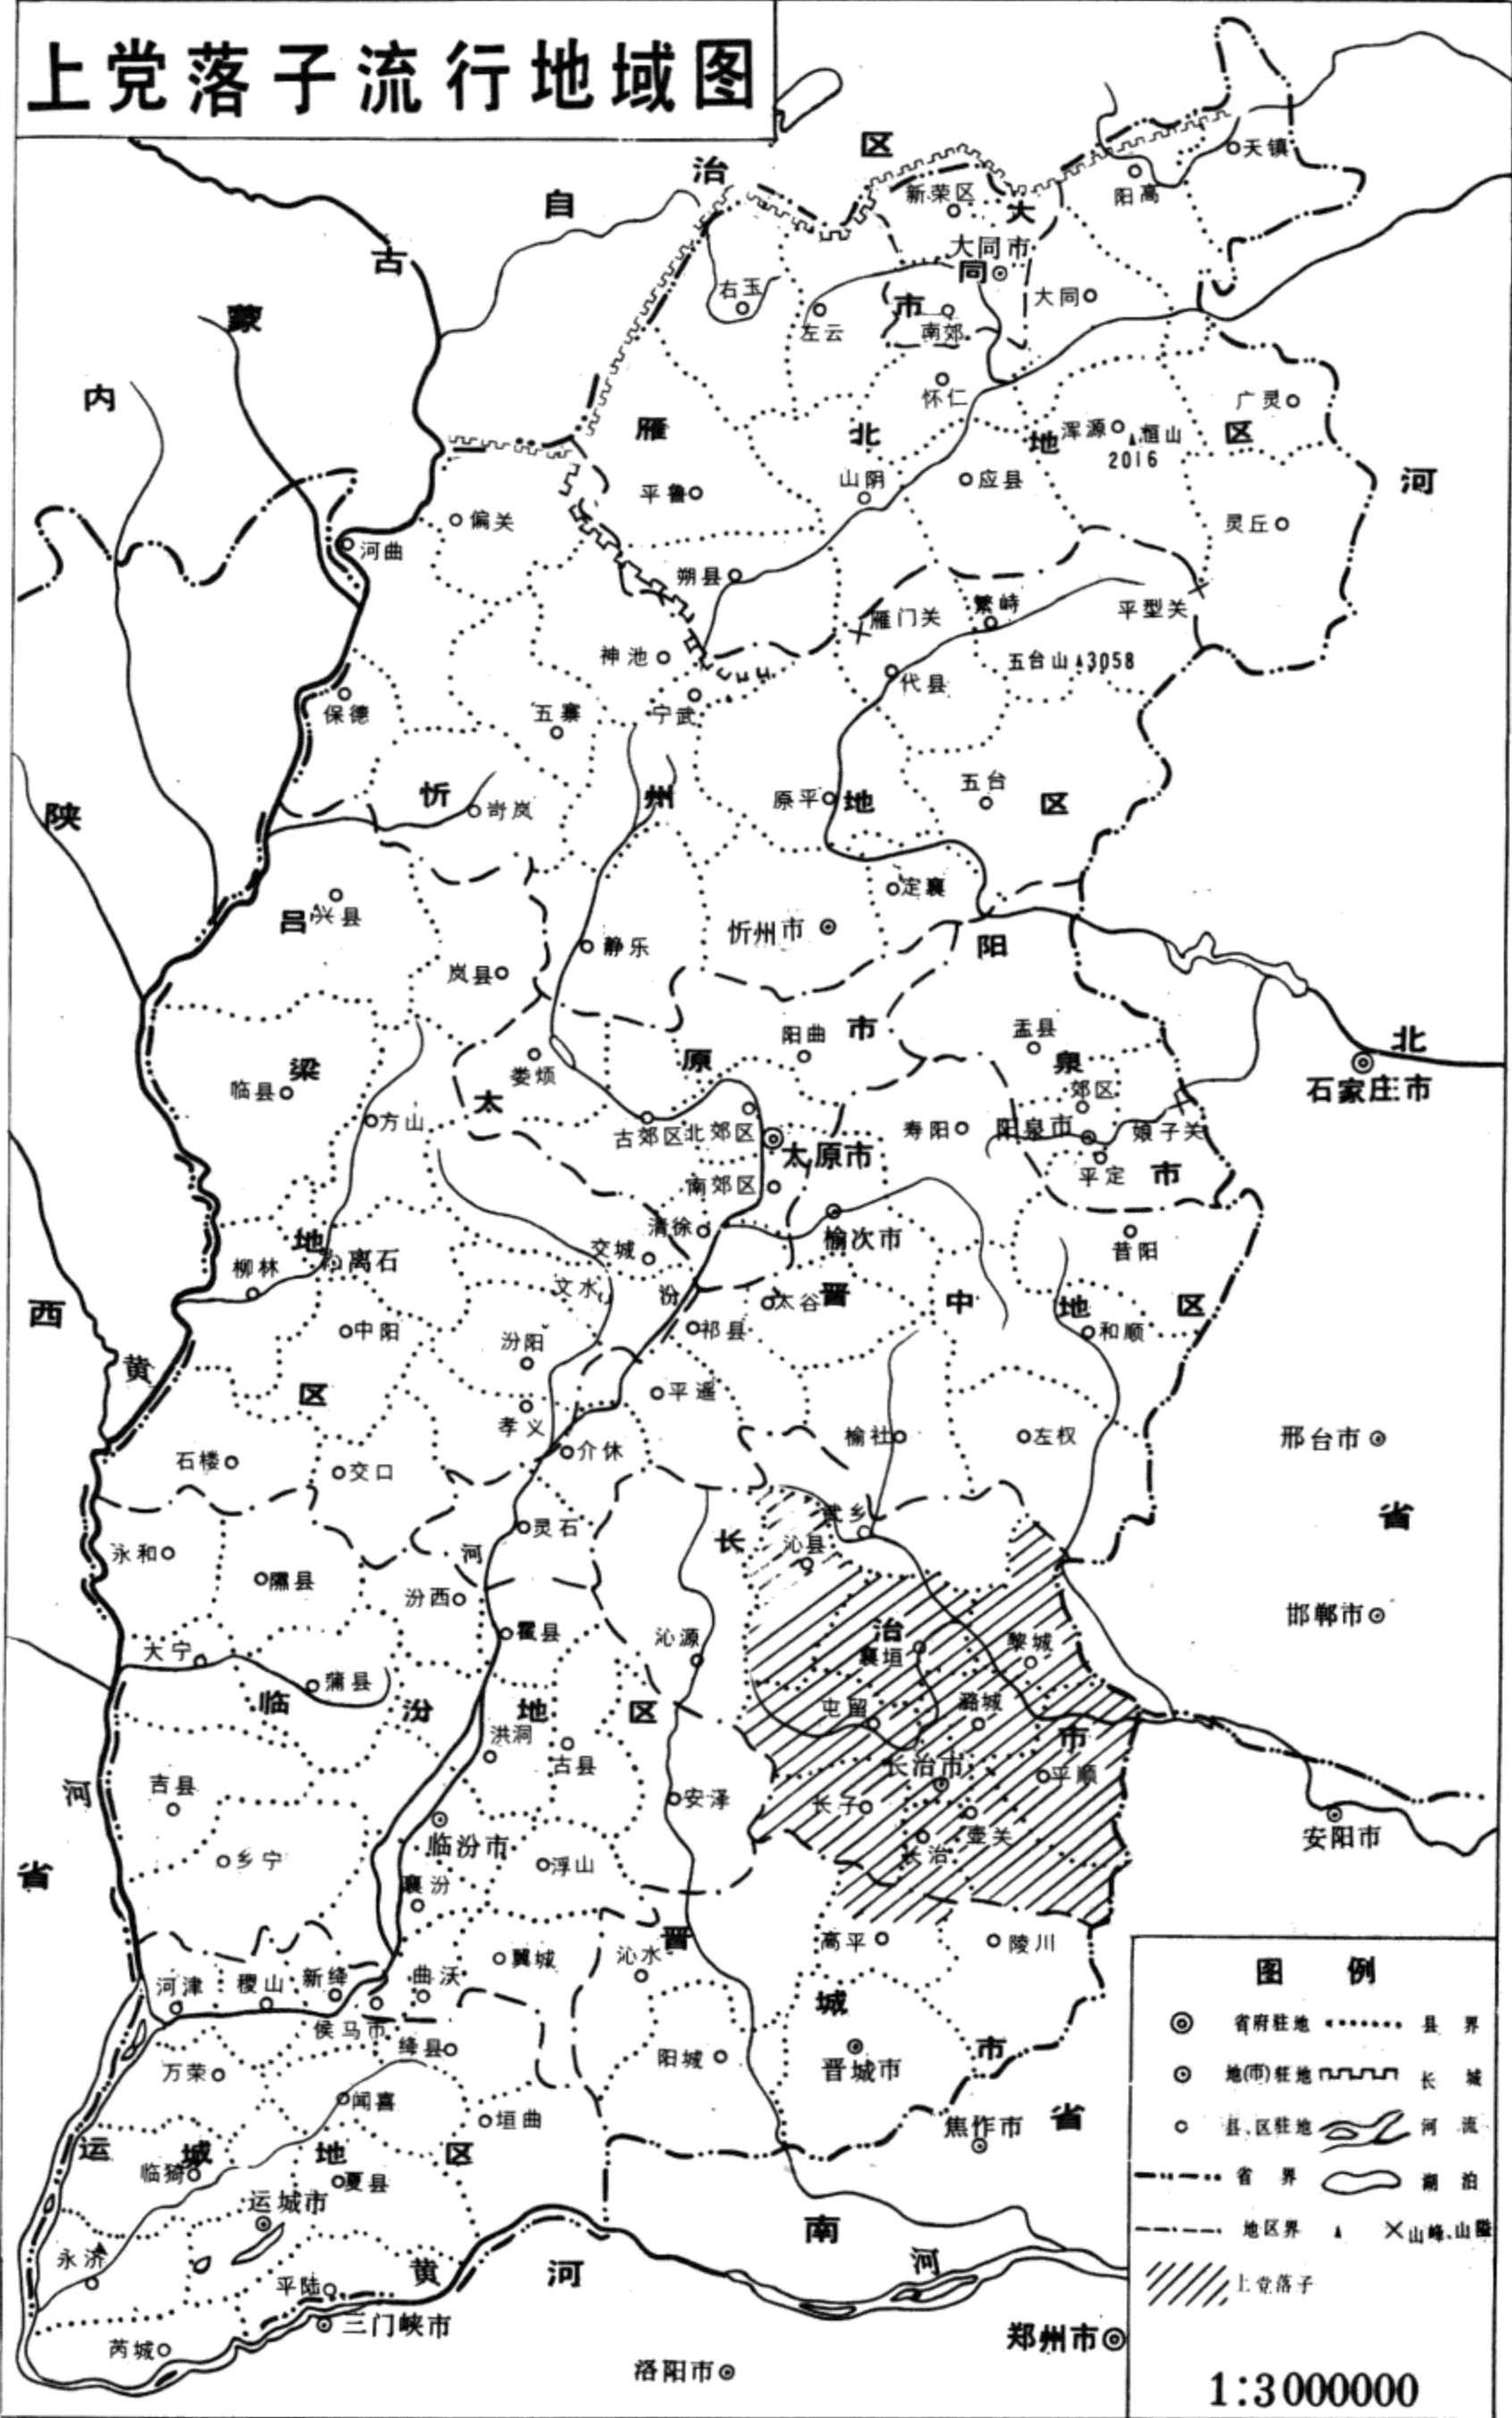 上党落子流行地域图
自 治 区
内 蒙 古
新荣区
大同市
大 同 市
天镇
阳高
右玉
左云
南郊
大同
怀仁
广灵
浑源
恒山
2016
雁 北 地 区
平鲁
山阴
应县
灵丘
河
偏关
河曲
朔县
雁门关
繁峙
平型关
神池
五台山 3058
代县
保德
五寨
宁武
陕
忻 州 地 区
岢岚
原平
五台
定襄
兴县
忻州市
静乐
岚县
阳 泉 市
阳曲
盂县
北
石家庄市
吕 梁 地 区
太 原 市
临县
娄烦
方山
古郊区
北郊区
太原市
寿阳
郊区
阳泉市
娘子关
平定
南郊区
清徐
榆次市
昔阳
柳林
离石
交城
文水
汾
太谷
晋 中 地 区
西
中阳
汾阳
祁县
和顺
黄
平遥
孝义
介休
榆社
左权
邢台市
石楼
交口
省
灵石
武乡
长 治 市
沁县
永和
隰县
河
汾西
霍县
沁源
襄垣
黎城
邯郸市
大宁
蒲县
临 汾 地 区
屯留
潞城
洪洞
古县
长治市
平顺
河
吉县
安泽
长子
壶关
长治
安阳市
临汾市
乡宁
浮山
省
襄汾
晋 城 市
高平
陵川
翼城
沁水
河津
稷山
新绛
曲沃
侯马市
绛县
阳城
晋城市
万荣
闻喜
垣曲
焦作市
省
运 城 地 区
临猗
夏县
运城市
永济
平陆
黄 河
南
河
三门峡市
芮城
洛阳市
郑州市
图 例
省府驻地
县 界
地(市)驻地
长 城
县、区驻地
河 流
省 界
湖 泊
地区界
山峰、山隘
上党落子
1:3000000